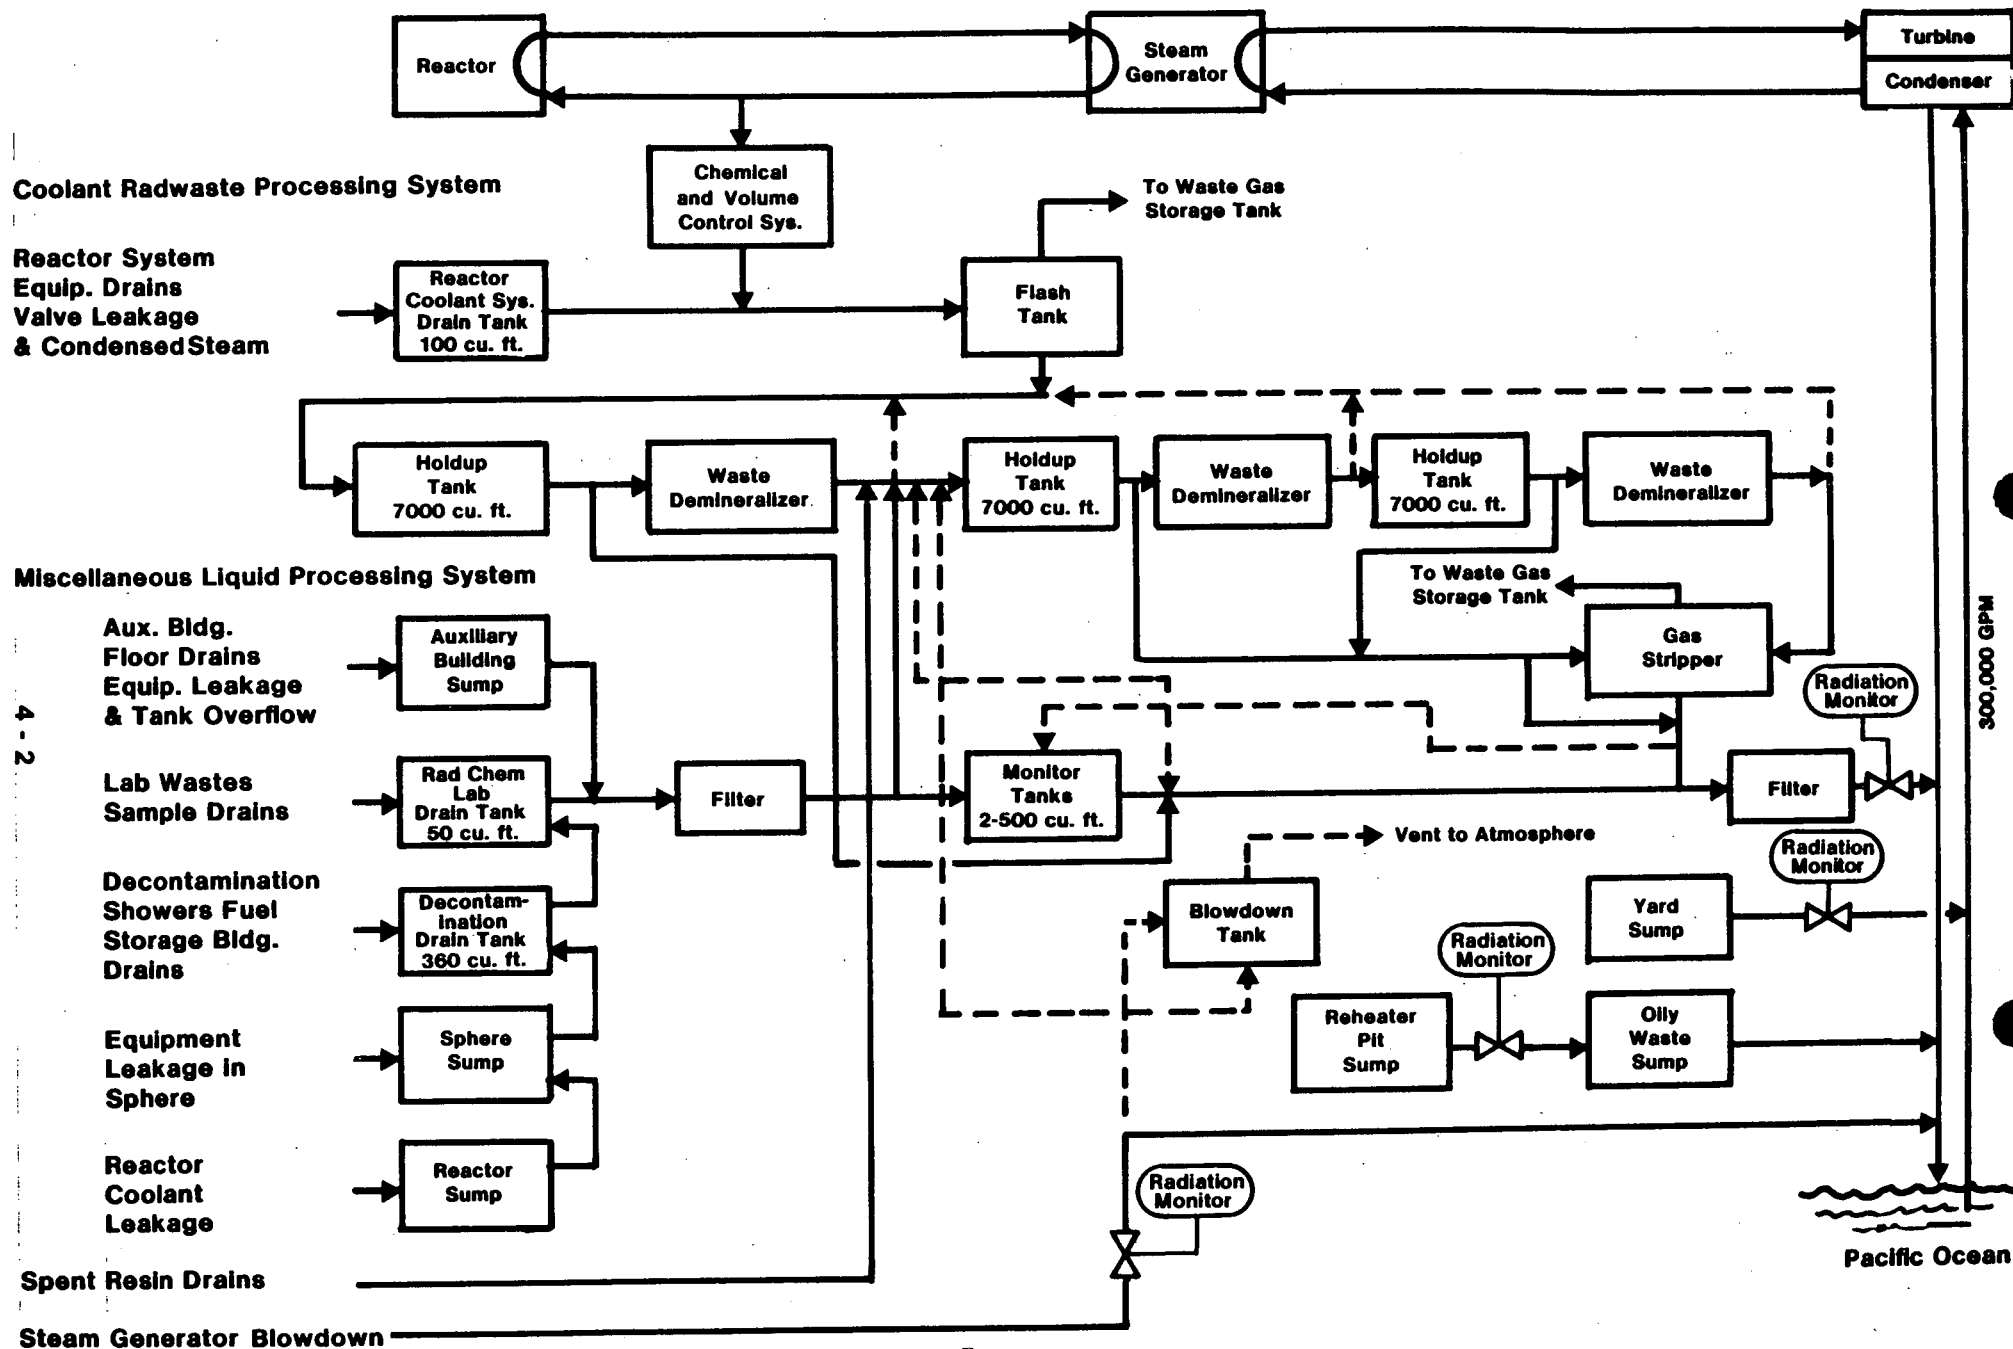 Reactor
Steam
Generator
Turbine
Condenser
Chemical
and Volume
Control Sys.
Coolant Radwaste Processing System
To Waste Gas
Storage Tank
Reactor System
Equip. Drains
Valve Leakage
& Condensed Steam
Reactor
Coolant Sys.
Drain Tank
100 cu. ft.
Flash
Tank
Holdup
Tank
7000 cu. ft.
Waste
Demineralizer
Holdup
Tank
7000 cu. ft.
Waste
Demineralizer
Holdup
Tank
7000 cu. ft.
Waste
Demineralizer
Miscellaneous Liquid Processing System
To Waste Gas
Storage Tank
Gas
Stripper
Radiation
Monitor
300,000 GPM
Aux. Bldg.
Floor Drains
Equip. Leakage
& Tank Overflow
Auxiliary
Building
Sump
4 - 2
Lab Wastes
Sample Drains
Rad Chem
Lab
Drain Tank
50 cu. ft.
Filter
Monitor
Tanks
2-500 cu. ft.
Filter
Vent to Atmosphere
Radiation
Monitor
Decontamination
Showers Fuel
Storage Bldg.
Drains
Decontam-
ination
Drain Tank
360 cu. ft.
Blowdown
Tank
Yard
Sump
Radiation
Monitor
Equipment
Leakage in
Sphere
Sphere
Sump
Reheater
Pit
Sump
Oily
Waste
Sump
Reactor
Coolant
Leakage
Reactor
Sump
Radiation
Monitor
Pacific Ocean
Spent Resin Drains
Steam Generator Blowdown